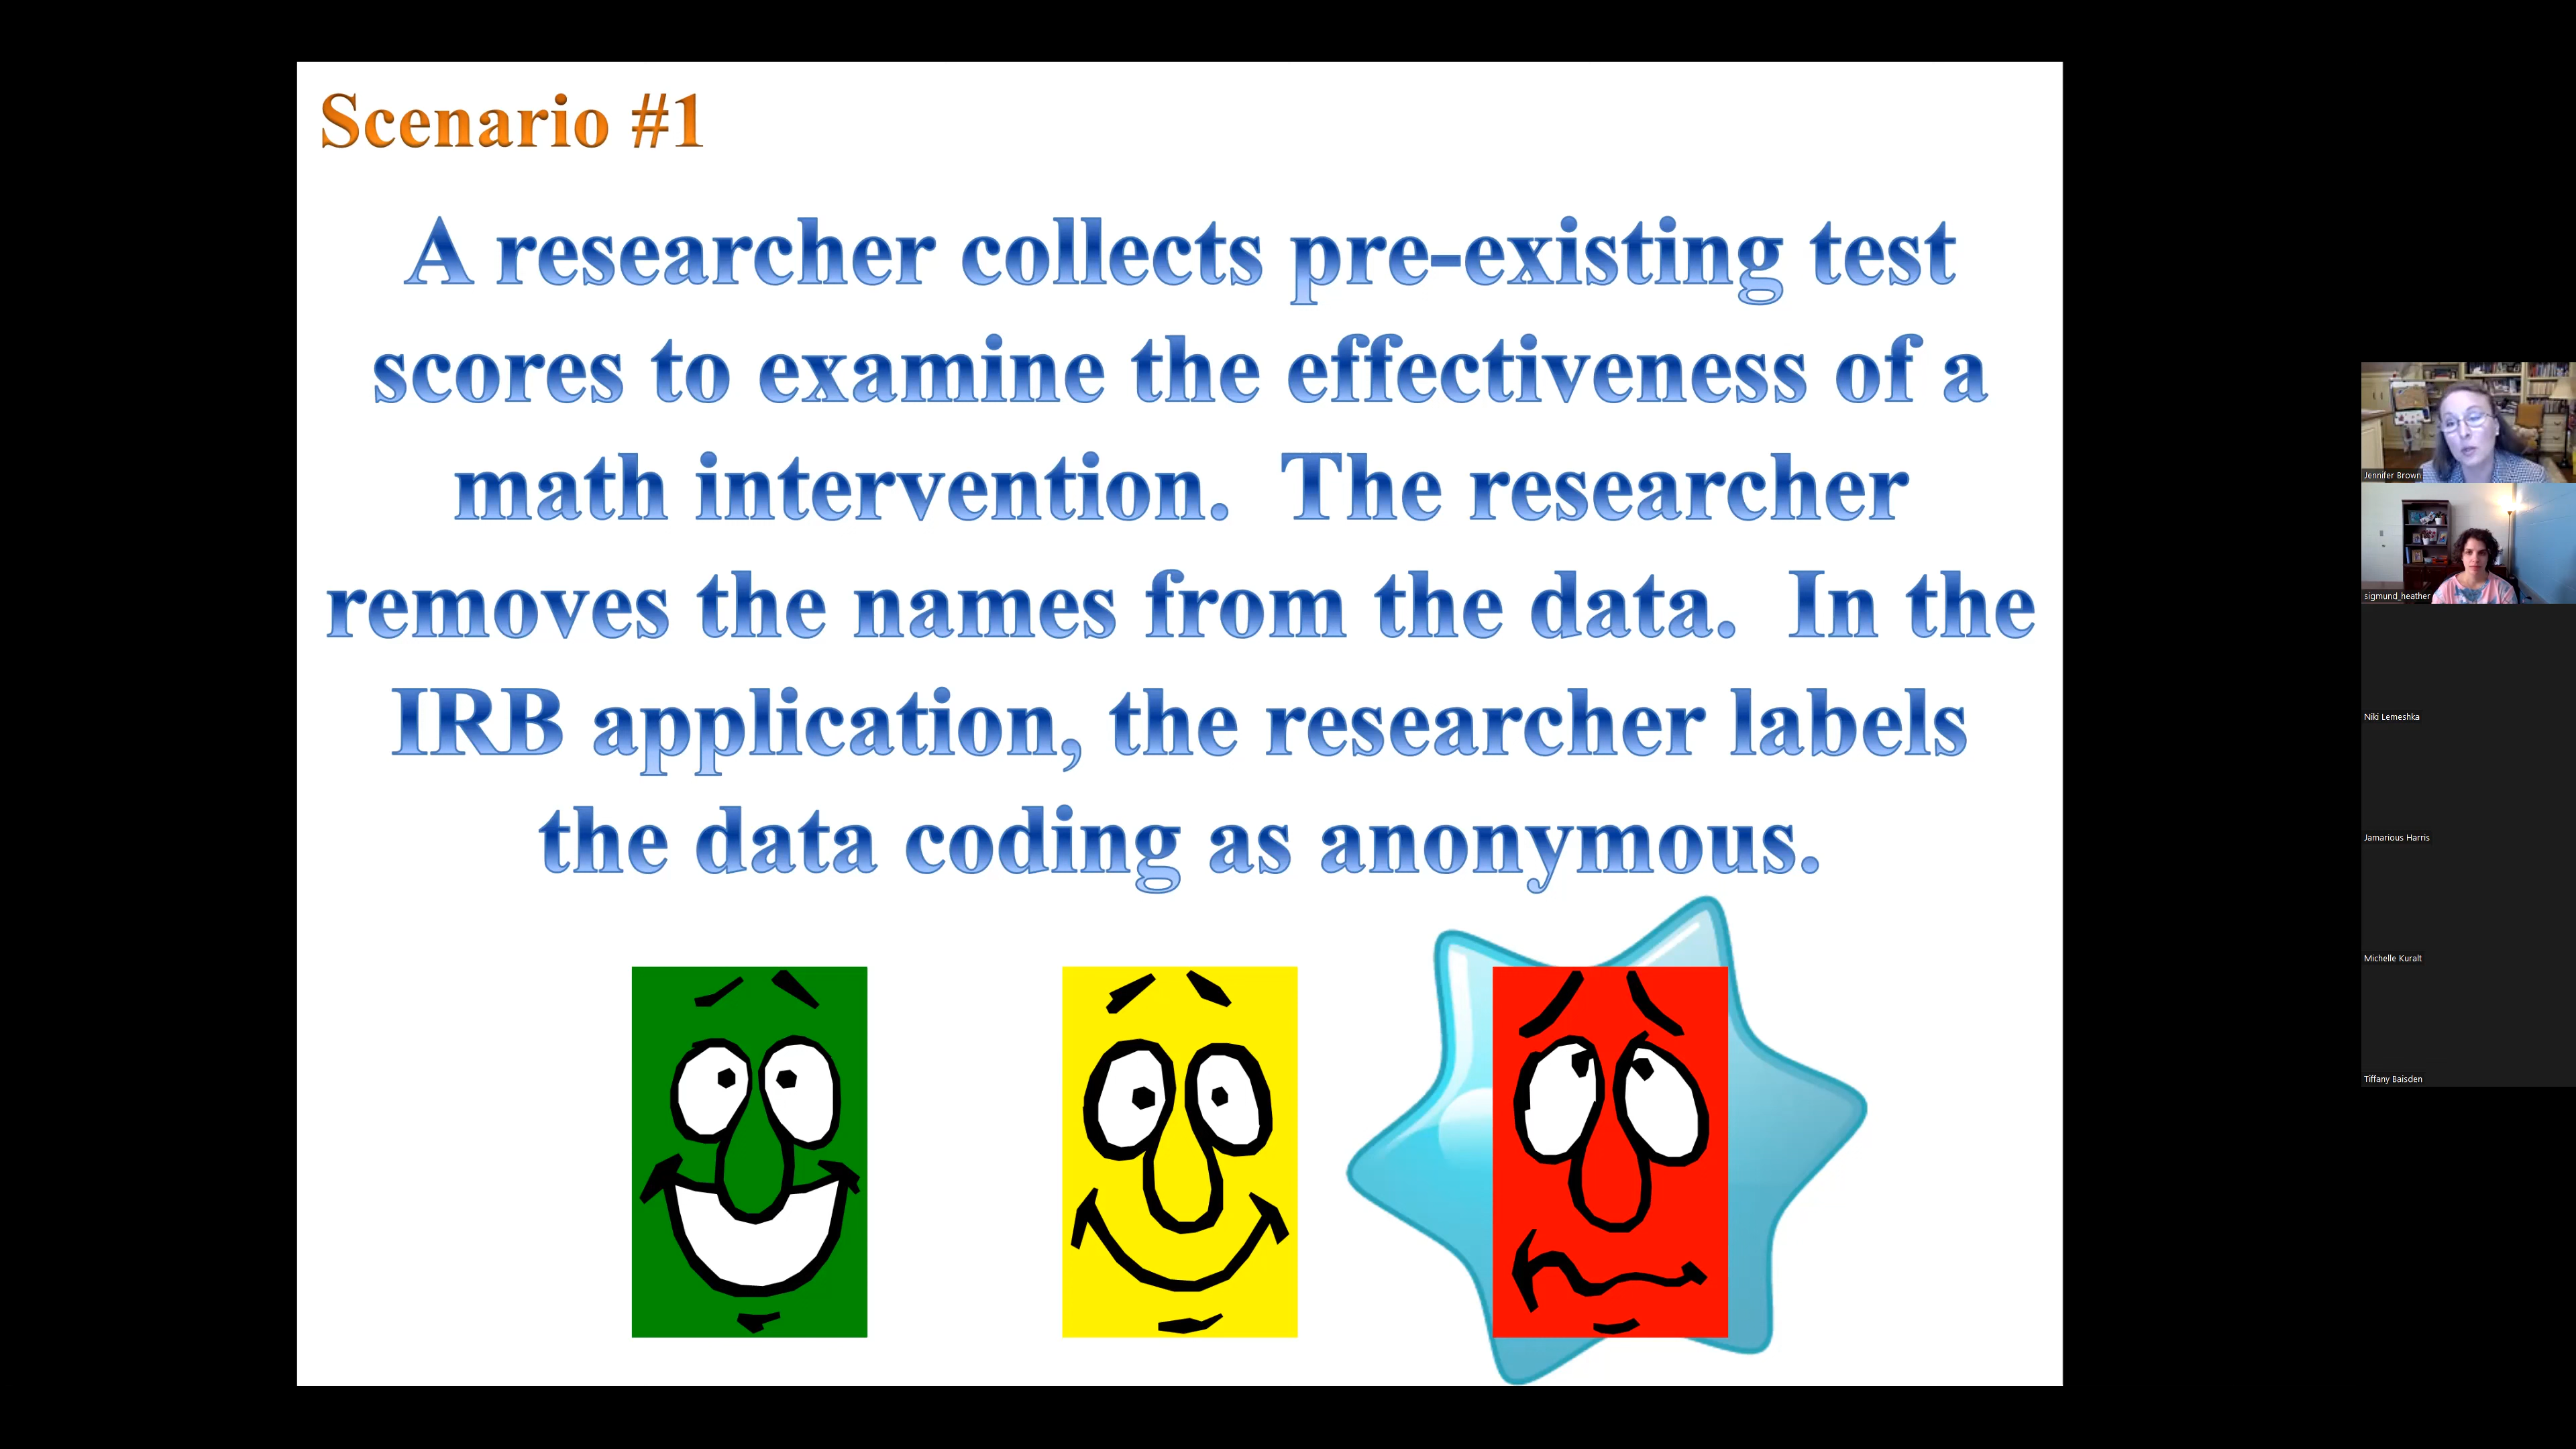 Scenario #1
A researcher collects pre-existing test
scores to examine the effectiveness of a
math intervention.  The researcher
removes the names from the data.  In the
IRB application, the researcher labels
the data coding as anonymous.
Jennifer Brown
sigmund_heather
Niki Lemeshka
Jamarious Harris
Michelle Kuralt
Tiffany Baisden